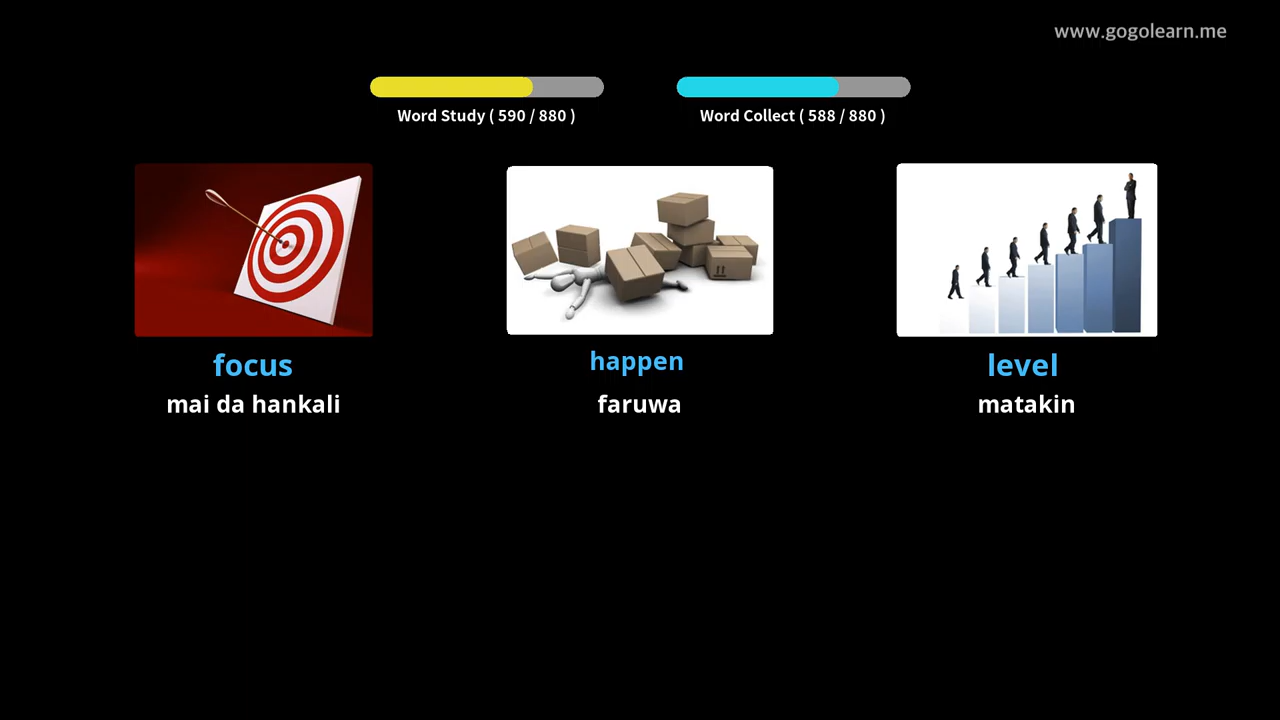 www.gogolearn.me
Word Study ( 590 / 880 )
Word Collect ( 588 / 880 )
focus
mai da hankali
happen
faruwa
level
matakin